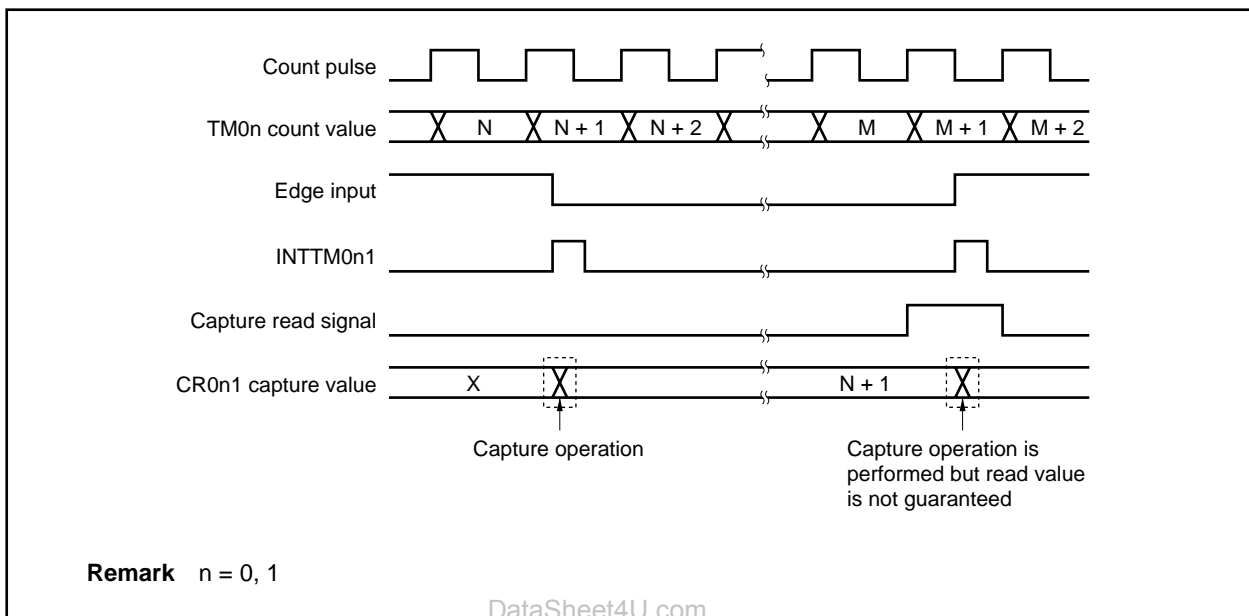 Count pulse
TM0n count value
N
N + 1
N + 2
M
M + 1
M + 2
Edge input
INTTM0n1
Capture read signal
CR0n1 capture value
X
N + 1
Capture operation
Capture operation is
performed but read value
is not guaranteed
Remark n = 0, 1
DataSheet4U.com